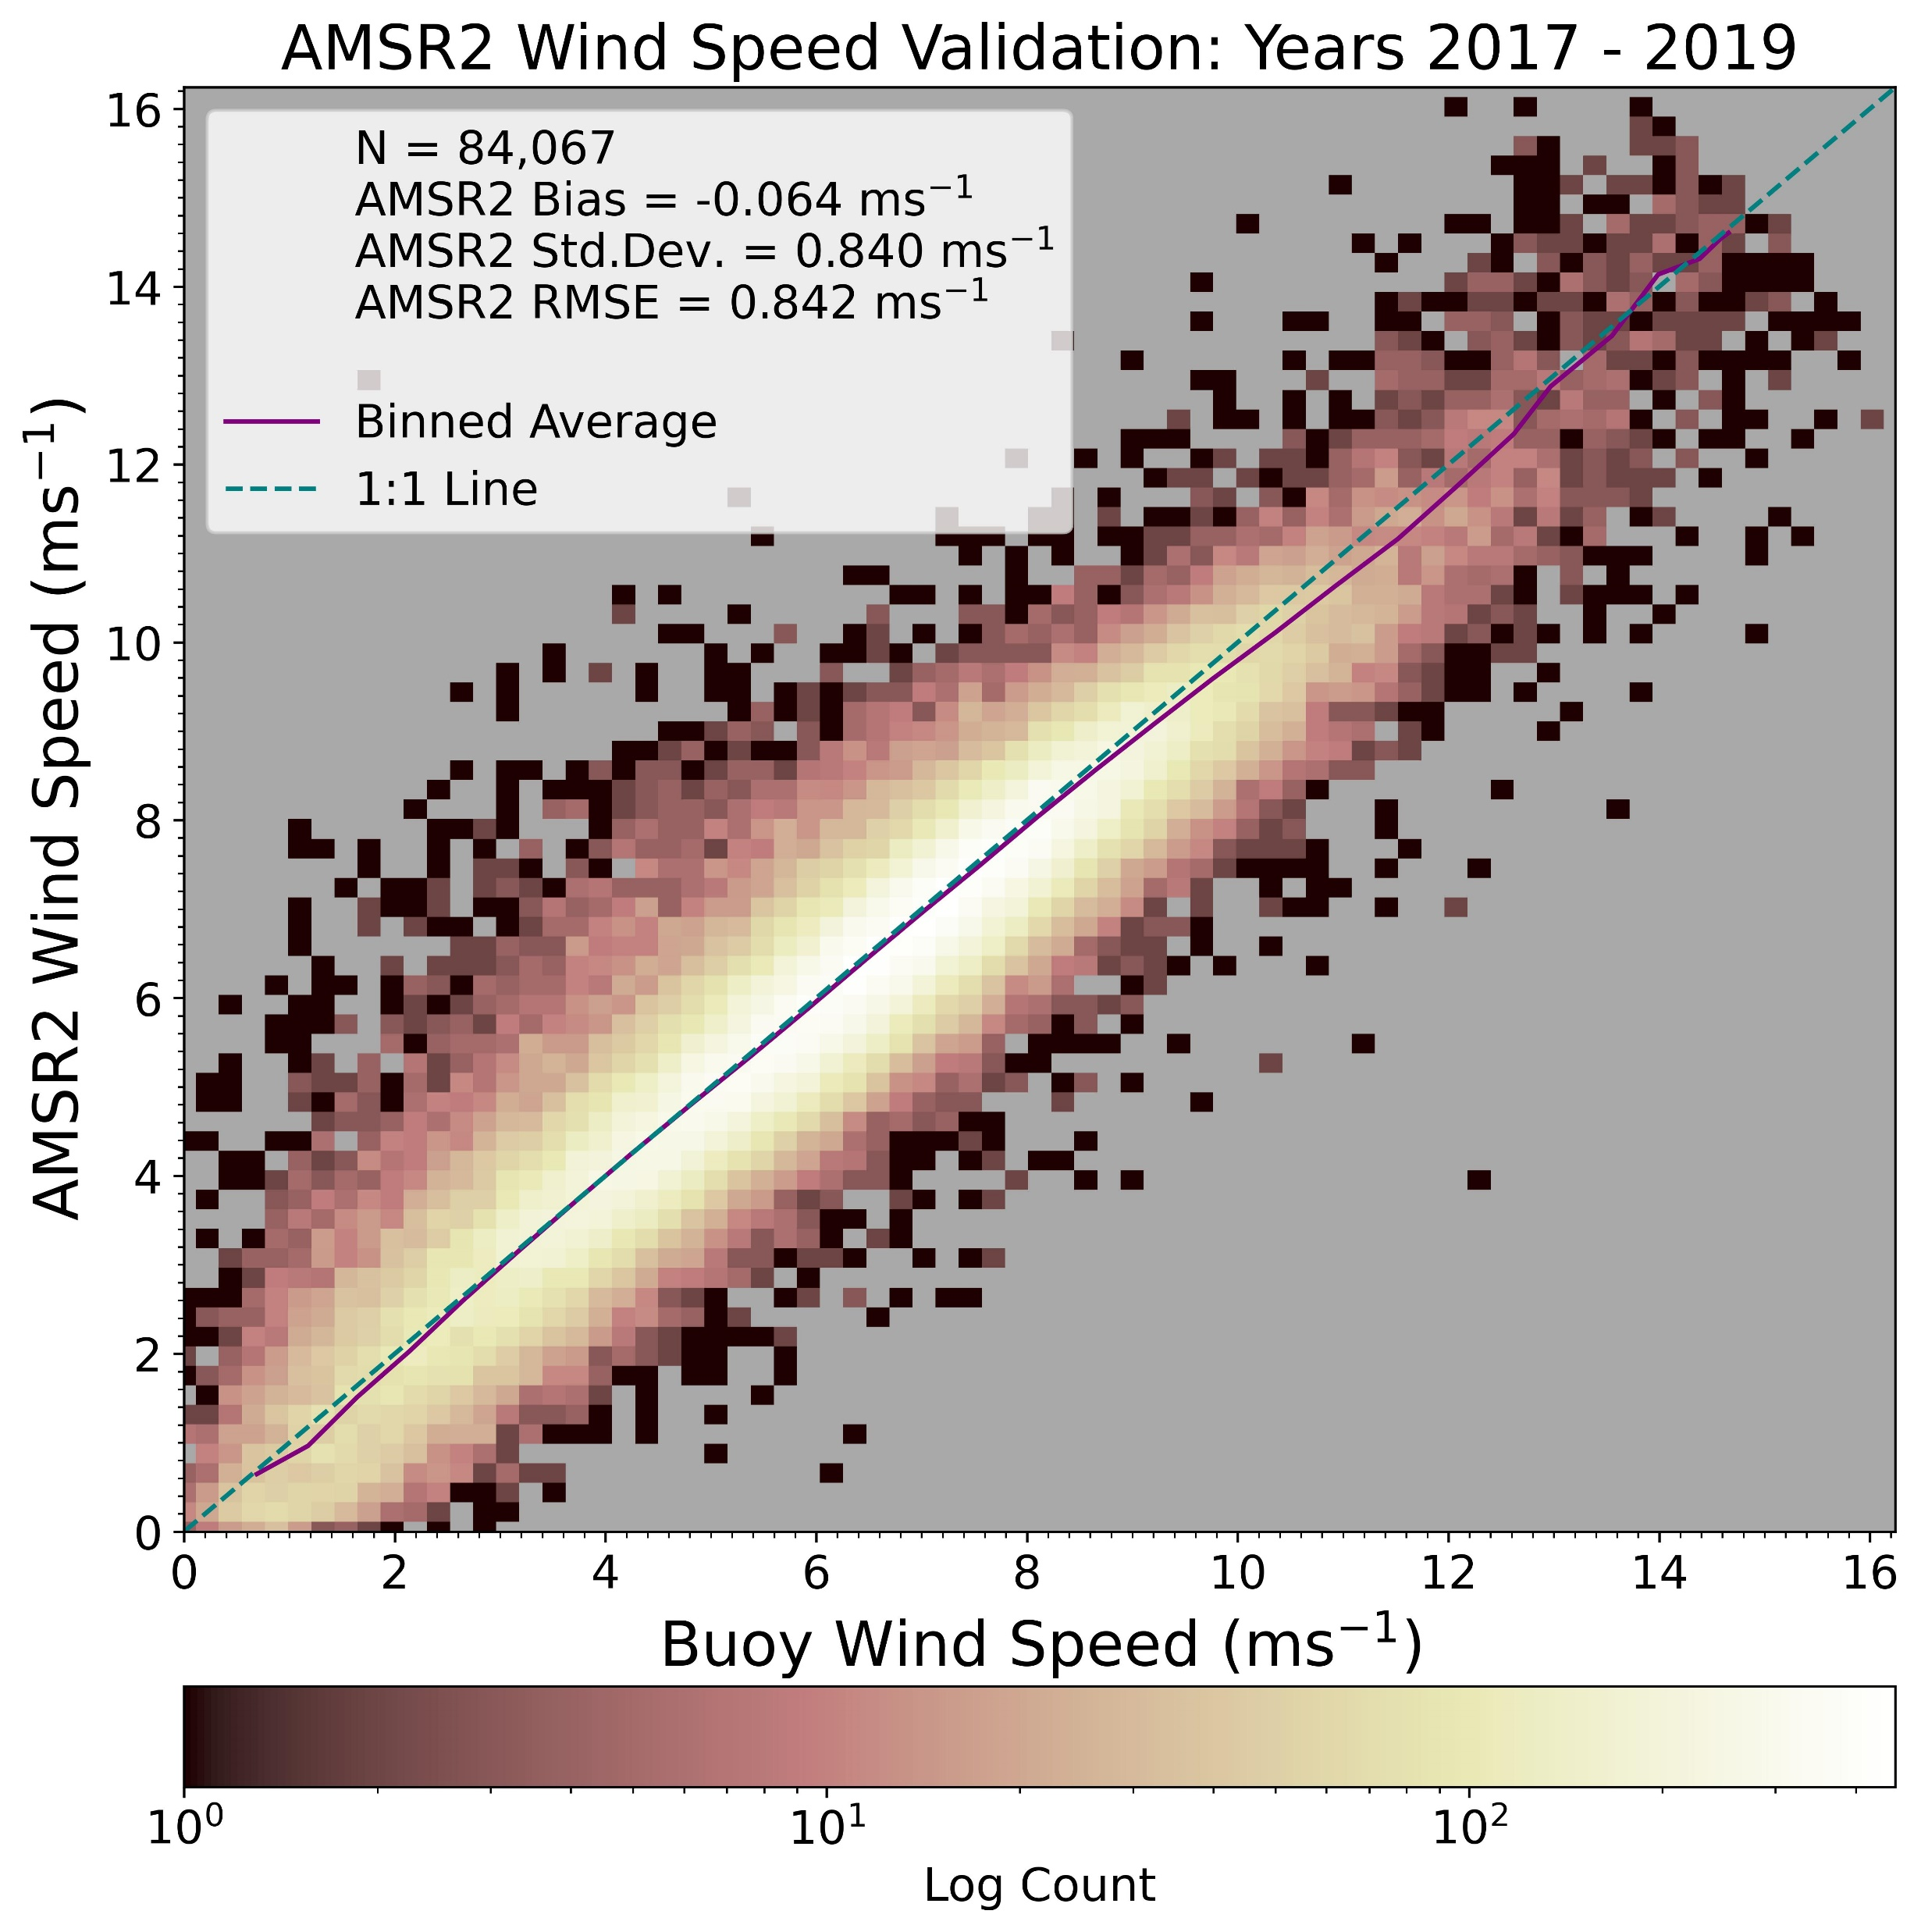 AMSR2 Wind Speed Validation: Years 2017 - 2019
N = 84,067
AMSR2 Bias = -0.064 ms⁻¹
AMSR2 Std.Dev. = 0.840 ms⁻¹
AMSR2 RMSE = 0.842 ms⁻¹
Binned Average
1:1 Line
AMSR2 Wind Speed (ms⁻¹)
16
14
12
10
8
6
4
2
0
0 2 4 6 8 10 12 14 16
Buoy Wind Speed (ms⁻¹)
10⁰ 10¹ 10²
Log Count